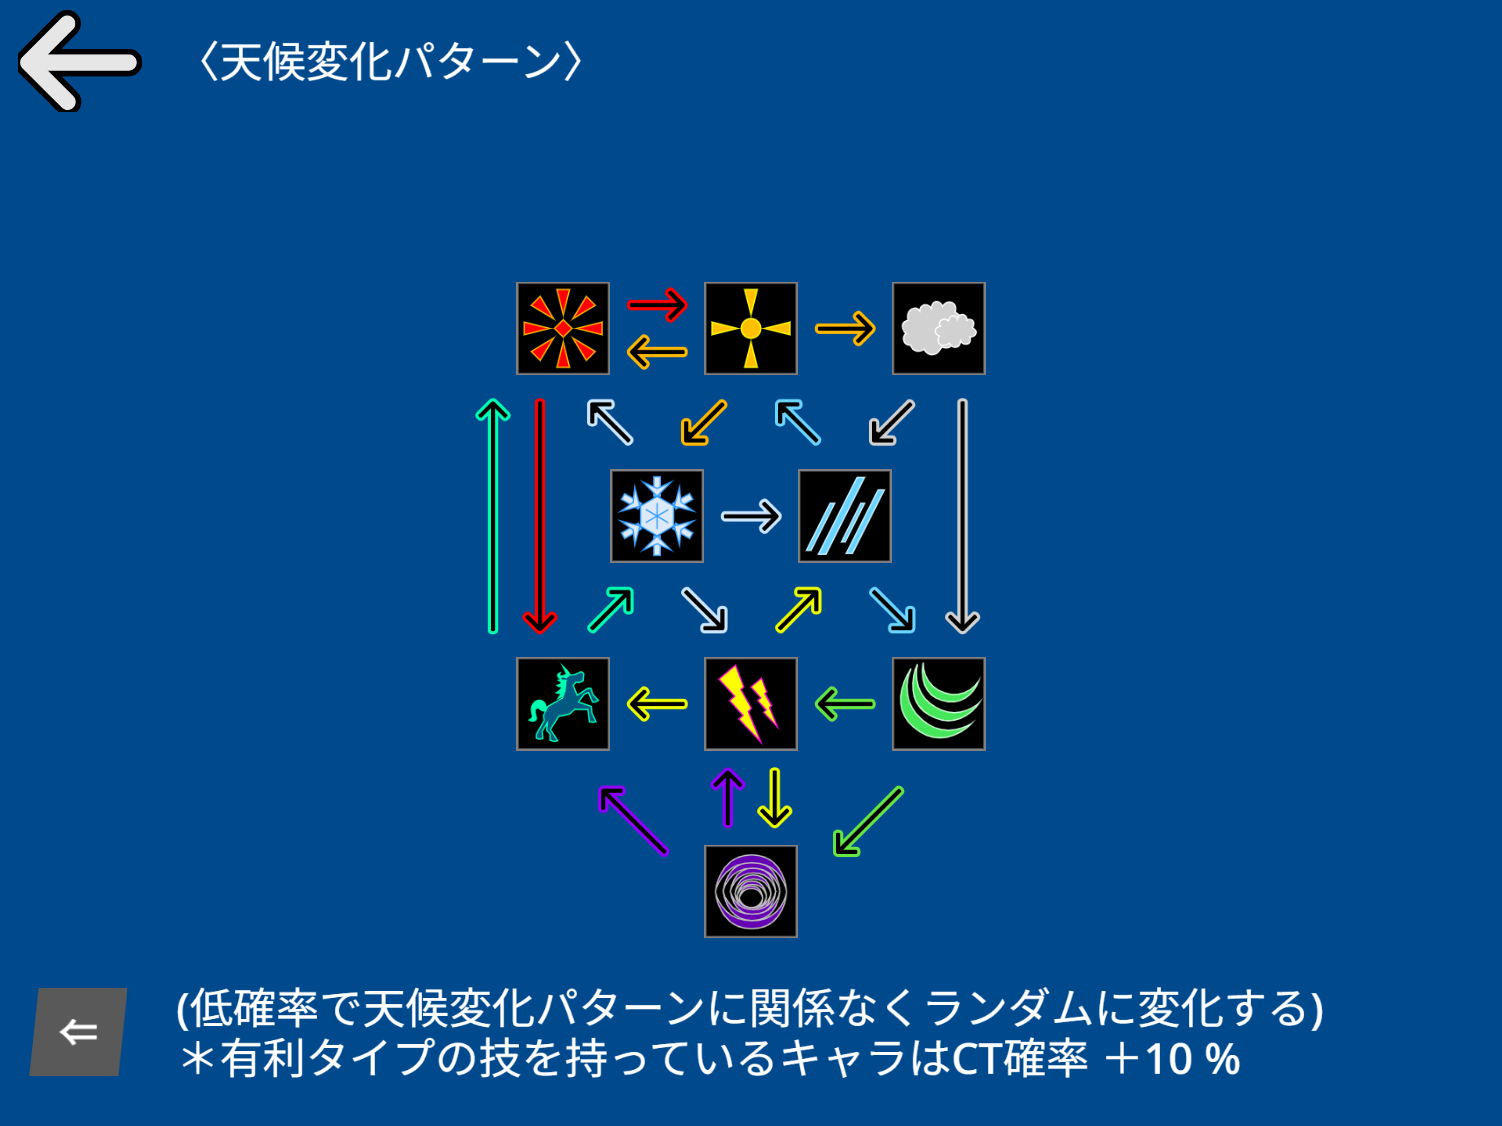 〈天候変化パターン〉
(低確率で天候変化パターンに関係なくランダムに変化する)
＊有利タイプの技を持っているキャラはCT確率 ＋10 %